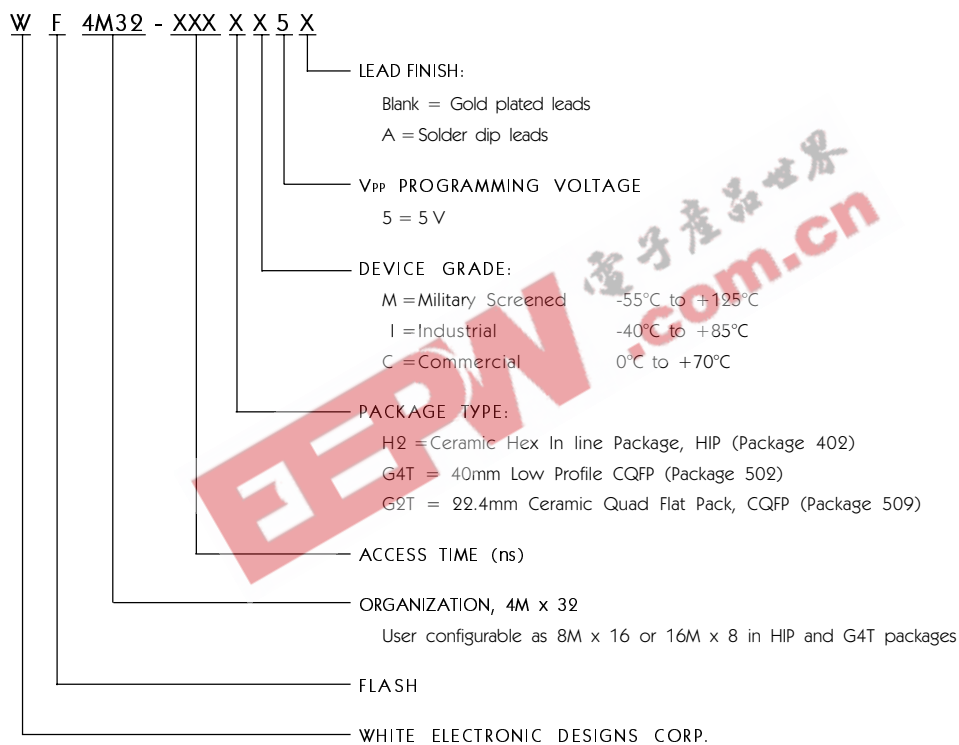 W F 4M32 - XXX X X 5 X
LEAD FINISH:
Blank = Gold plated leads
A = Solder dip leads
VPP PROGRAMMING VOLTAGE
5 = 5 V
DEVICE GRADE:
M = Military Screened -55°C to +125°C
I = Industrial -40°C to +85°C
C = Commercial 0°C to +70°C
PACKAGE TYPE:
H2 = Ceramic Hex In line Package, HIP (Package 402)
G4T = 40mm Low Profile CQFP (Package 502)
G2T = 22.4mm Ceramic Quad Flat Pack, CQFP (Package 509)
ACCESS TIME (ns)
ORGANIZATION, 4M x 32
User configurable as 8M x 16 or 16M x 8 in HIP and G4T packages
FLASH
WHITE ELECTRONIC DESIGNS CORP.
EEPW.com.cn
電子產品世界